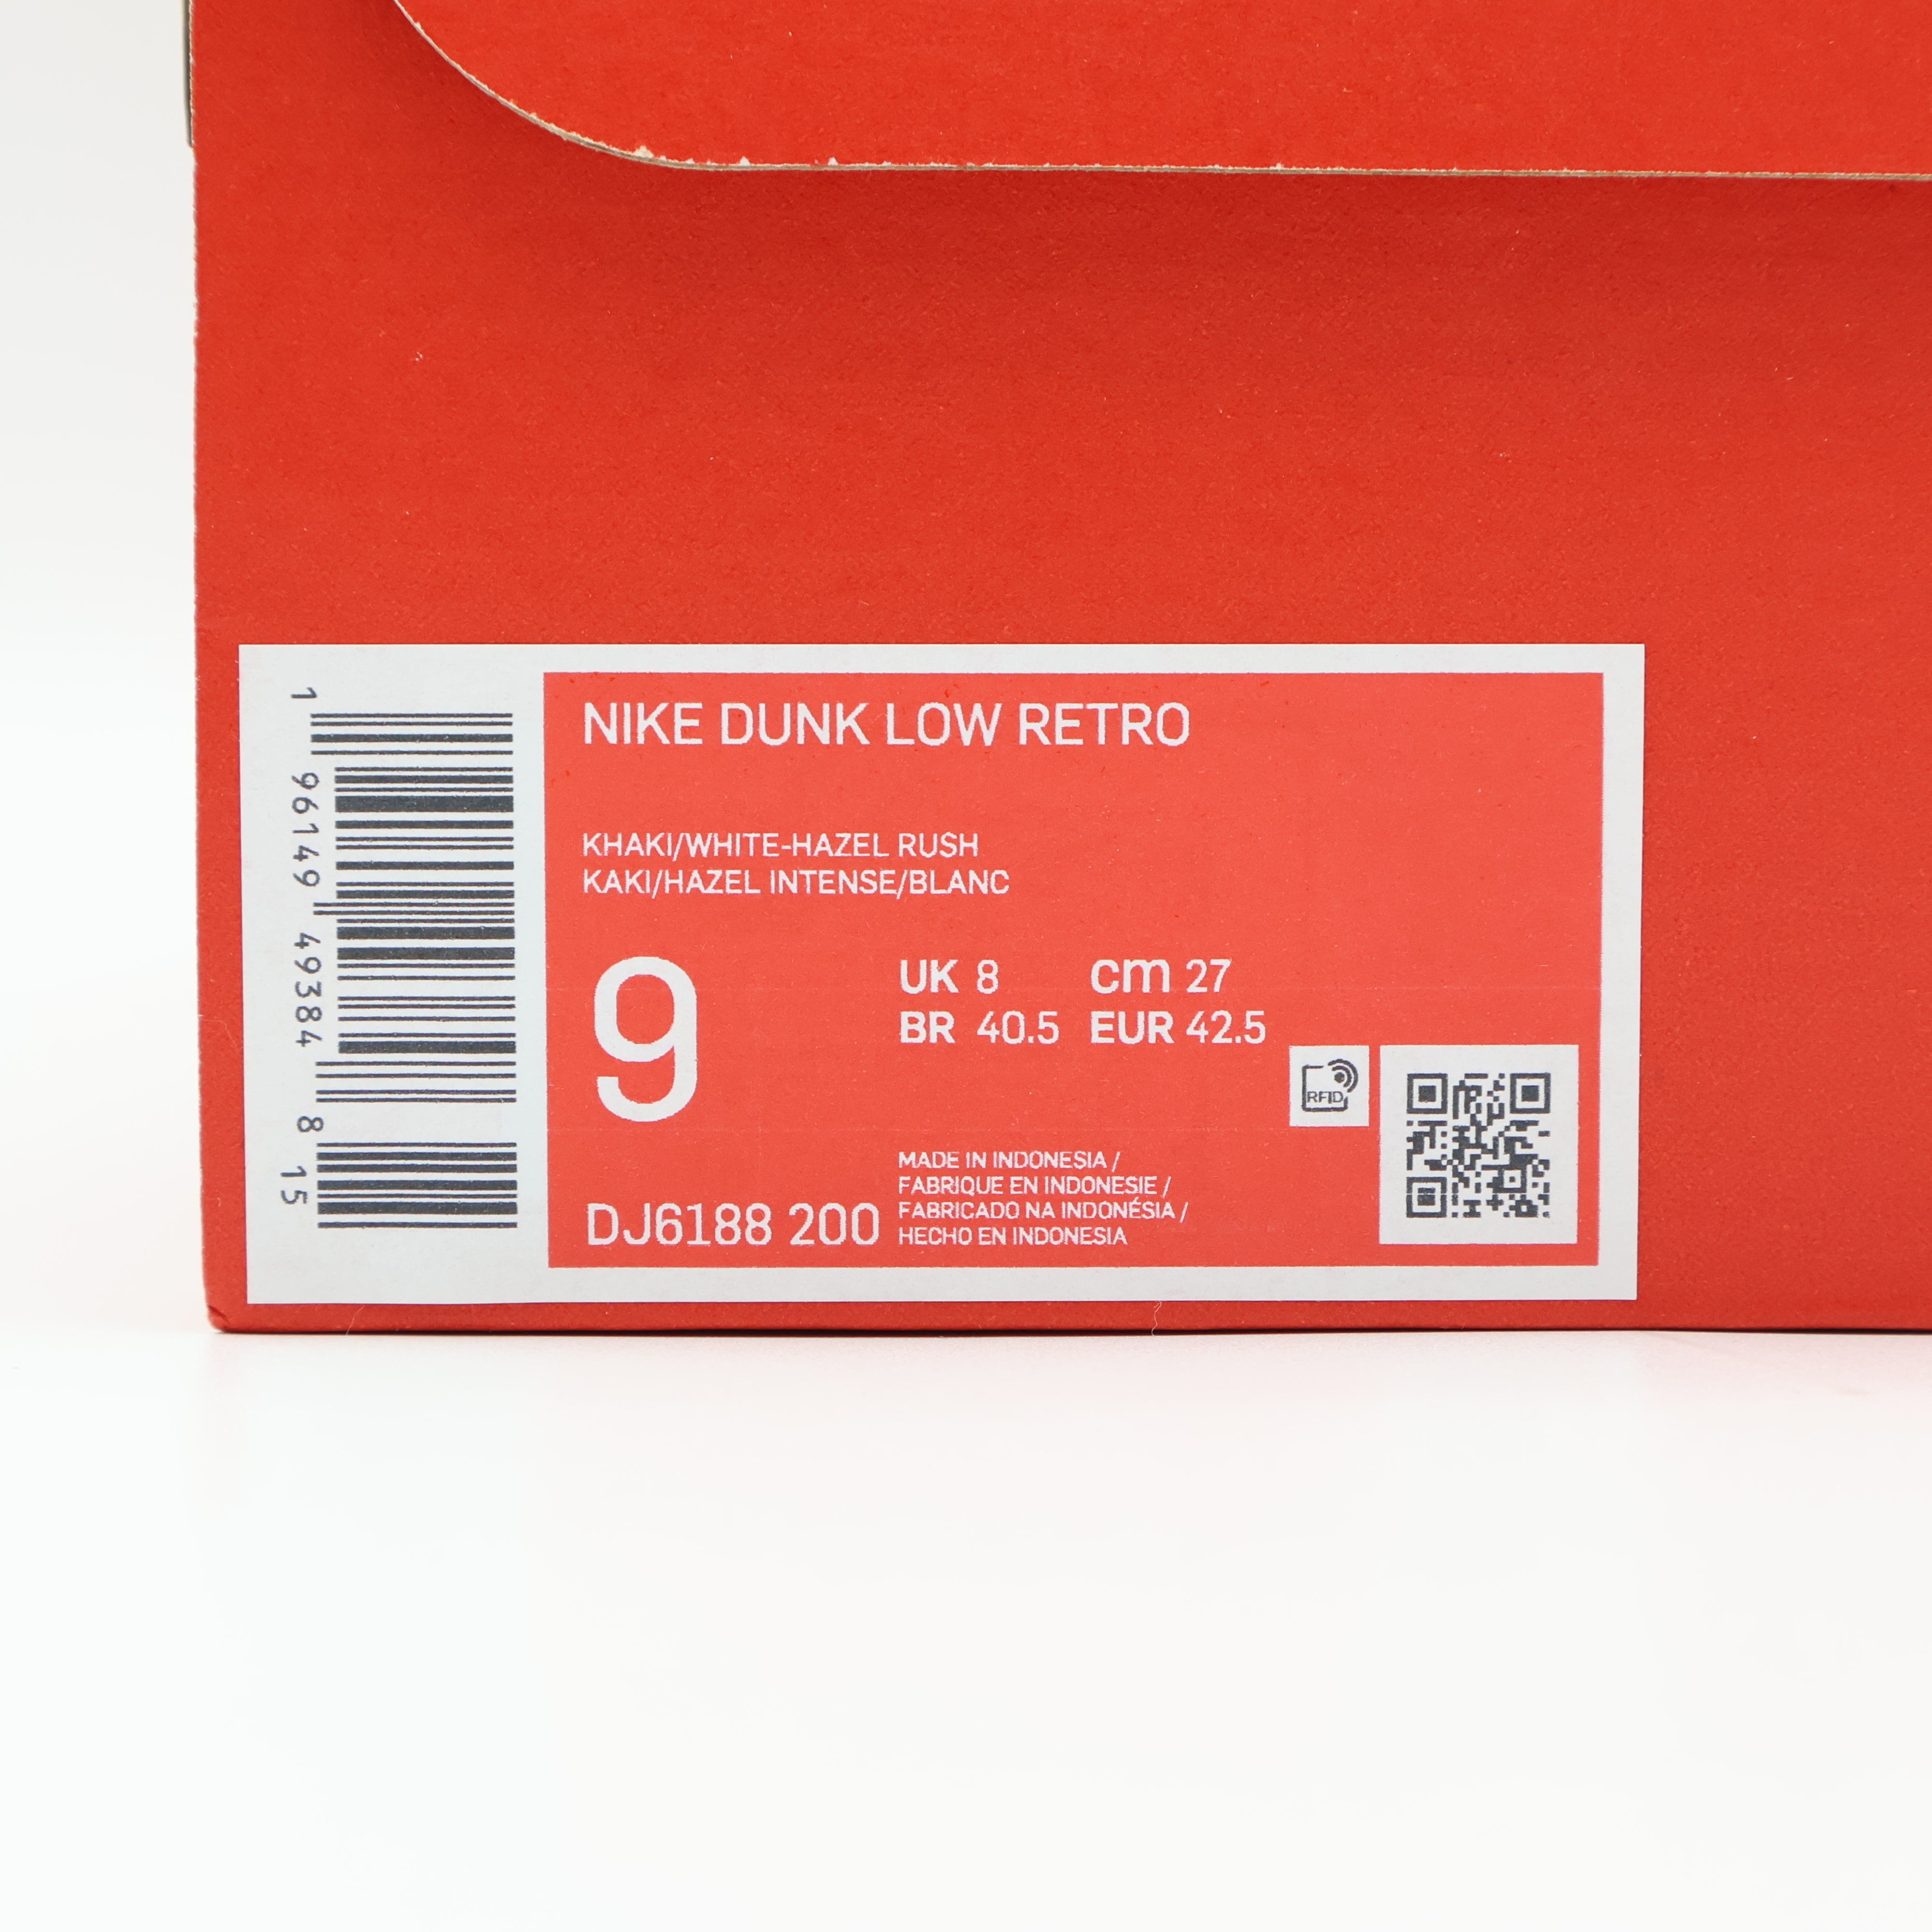 1 96149 49384 8 15
NIKE DUNK LOW RETRO
KHAKI/WHITE-HAZEL RUSH
KAKI/HAZEL INTENSE/BLANC
9
UK 8 cm 27
BR 40.5 EUR 42.5
RFID
DJ6188 200
MADE IN INDONESIA /
FABRIQUE EN INDONESIE /
FABRICADO NA INDONÉSIA /
HECHO EN INDONESIA